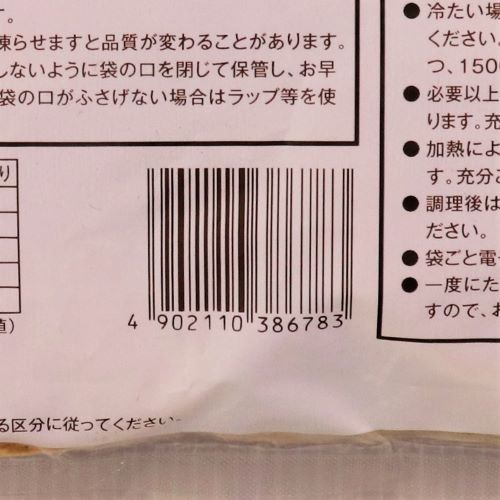 す。
凍らせますと品質が変わることがあります。
しないように袋の口を閉じて保管し、お早
袋の口がふさげない場合はラップ等を使
り
値)
4 902110 386783
る区分に従ってください。
● 冷たい場
ください。
つ、150
● 必要以上
ります。充
● 加熱によ
す。充分
● 調理後は
ださい。
● 袋ごと電
● 一度にた
すので、お